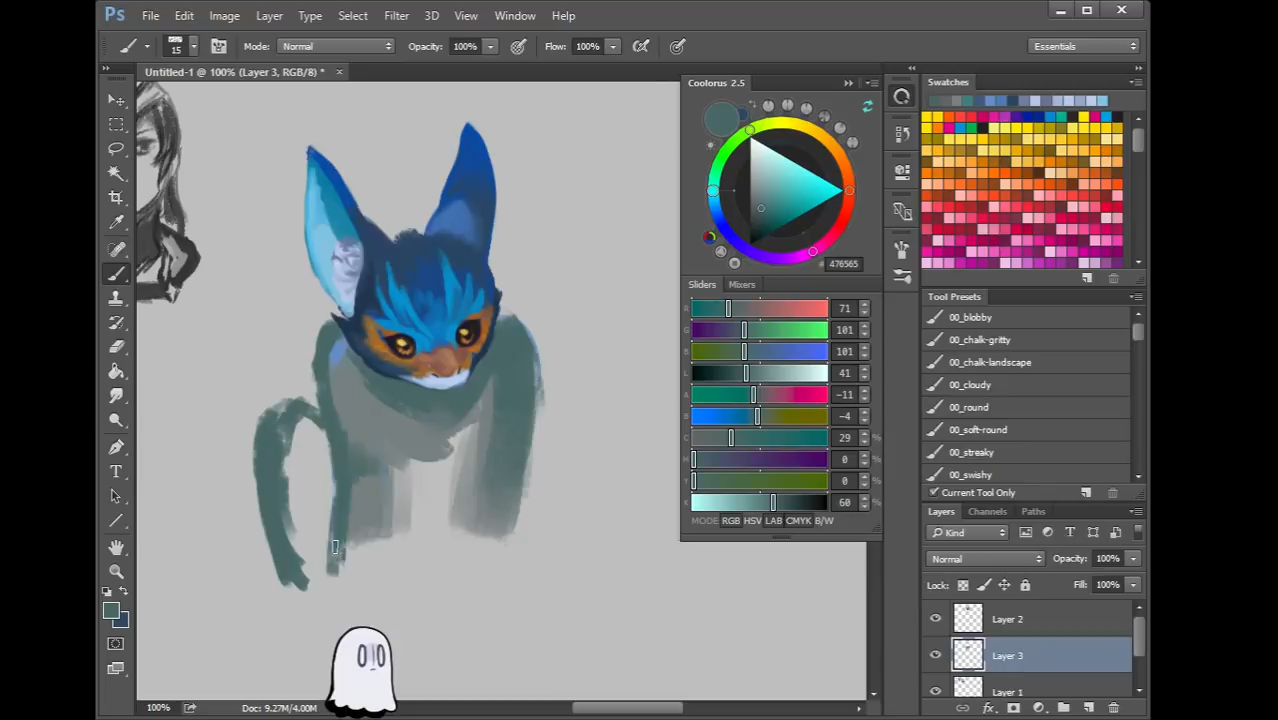 Ps File Edit Image Layer Type Select Filter 3D View Window Help
15 Mode: Normal Opacity: 100% Flow: 100% Essentials
Untitled-1 @ 100% (Layer 3, RGB/8) * ×
Coolorus 2.5
# 476565
Sliders Mixers
R 71
G 101
B 101
L 41
A -11
B -4
C 29 %
M 0 %
Y 0 %
K 60 %
MODE RGB HSV LAB CMYK B/W
Swatches
Tool Presets
00_blobby
00_chalk-gritty
00_chalk-landscape
00_cloudy
00_round
00_soft-round
00_streaky
00_swishy
Current Tool Only
Layers Channels Paths
Kind
Normal Opacity: 100%
Lock: Fill: 100%
Layer 2
Layer 3
Layer 1
fx
100% Doc: 9.27M/4.00M